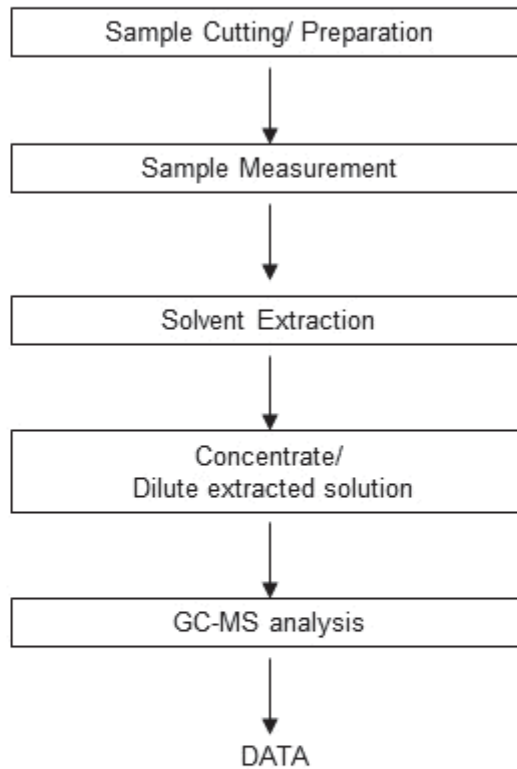 Sample Cutting/ Preparation
Sample Measurement
Solvent Extraction
Concentrate/
Dilute extracted solution
GC-MS analysis
DATA